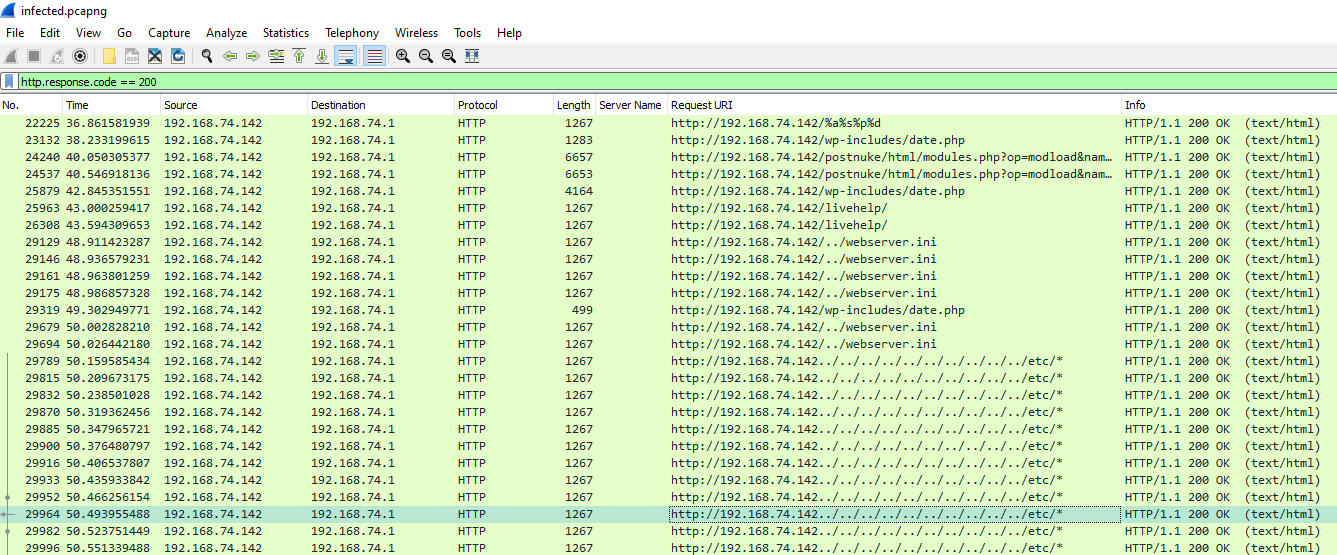 infected.pcapng
File Edit View Go Capture Analyze Statistics Telephony Wireless Tools Help
http.response.code == 200
No. Time Source Destination Protocol Length Server Name Request URI Info
22225 36.861581939 192.168.74.142 192.168.74.1 HTTP 1267 http://192.168.74.142/%a%s%p%d HTTP/1.1 200 OK (text/html)
23132 38.233199615 192.168.74.142 192.168.74.1 HTTP 1283 http://192.168.74.142/wp-includes/date.php HTTP/1.1 200 OK (text/html)
24240 40.050305377 192.168.74.142 192.168.74.1 HTTP 6657 http://192.168.74.142/postnuke/html/modules.php?op=modload&nam… HTTP/1.1 200 OK (text/html)
24537 40.546918136 192.168.74.142 192.168.74.1 HTTP 6653 http://192.168.74.142/postnuke/html/modules.php?op=modload&nam… HTTP/1.1 200 OK (text/html)
25879 42.845351551 192.168.74.142 192.168.74.1 HTTP 4164 http://192.168.74.142/wp-includes/date.php HTTP/1.1 200 OK (text/html)
25963 43.000259417 192.168.74.142 192.168.74.1 HTTP 1267 http://192.168.74.142/livehelp/ HTTP/1.1 200 OK (text/html)
26308 43.594309653 192.168.74.142 192.168.74.1 HTTP 1267 http://192.168.74.142/livehelp/ HTTP/1.1 200 OK (text/html)
29129 48.911423287 192.168.74.142 192.168.74.1 HTTP 1267 http://192.168.74.142/../webserver.ini HTTP/1.1 200 OK (text/html)
29146 48.936579231 192.168.74.142 192.168.74.1 HTTP 1267 http://192.168.74.142/../webserver.ini HTTP/1.1 200 OK (text/html)
29161 48.963801259 192.168.74.142 192.168.74.1 HTTP 1267 http://192.168.74.142/../webserver.ini HTTP/1.1 200 OK (text/html)
29175 48.986857328 192.168.74.142 192.168.74.1 HTTP 1267 http://192.168.74.142/../webserver.ini HTTP/1.1 200 OK (text/html)
29319 49.302949771 192.168.74.142 192.168.74.1 HTTP 499 http://192.168.74.142/wp-includes/date.php HTTP/1.1 200 OK (text/html)
29679 50.002828210 192.168.74.142 192.168.74.1 HTTP 1267 http://192.168.74.142/../webserver.ini HTTP/1.1 200 OK (text/html)
29694 50.026442180 192.168.74.142 192.168.74.1 HTTP 1267 http://192.168.74.142/../webserver.ini HTTP/1.1 200 OK (text/html)
29789 50.159585434 192.168.74.142 192.168.74.1 HTTP 1267 http://192.168.74.142../../../../../../../../../etc/* HTTP/1.1 200 OK (text/html)
29815 50.209673175 192.168.74.142 192.168.74.1 HTTP 1267 http://192.168.74.142../../../../../../../../../etc/* HTTP/1.1 200 OK (text/html)
29832 50.238501028 192.168.74.142 192.168.74.1 HTTP 1267 http://192.168.74.142../../../../../../../../../etc/* HTTP/1.1 200 OK (text/html)
29870 50.319362456 192.168.74.142 192.168.74.1 HTTP 1267 http://192.168.74.142../../../../../../../../../etc/* HTTP/1.1 200 OK (text/html)
29885 50.347965721 192.168.74.142 192.168.74.1 HTTP 1267 http://192.168.74.142../../../../../../../../../etc/* HTTP/1.1 200 OK (text/html)
29900 50.376480797 192.168.74.142 192.168.74.1 HTTP 1267 http://192.168.74.142../../../../../../../../../etc/* HTTP/1.1 200 OK (text/html)
29916 50.406537807 192.168.74.142 192.168.74.1 HTTP 1267 http://192.168.74.142../../../../../../../../../etc/* HTTP/1.1 200 OK (text/html)
29933 50.435933842 192.168.74.142 192.168.74.1 HTTP 1267 http://192.168.74.142../../../../../../../../../etc/* HTTP/1.1 200 OK (text/html)
29952 50.466256154 192.168.74.142 192.168.74.1 HTTP 1267 http://192.168.74.142../../../../../../../../../etc/* HTTP/1.1 200 OK (text/html)
29964 50.493955488 192.168.74.142 192.168.74.1 HTTP 1267 http://192.168.74.142../../../../../../../../../etc/* HTTP/1.1 200 OK (text/html)
29982 50.523751449 192.168.74.142 192.168.74.1 HTTP 1267 http://192.168.74.142../../../../../../../../../etc/* HTTP/1.1 200 OK (text/html)
29996 50.551339488 192.168.74.142 192.168.74.1 HTTP 1267 http://192.168.74.142../../../../../../../../../etc/* HTTP/1.1 200 OK (text/html)